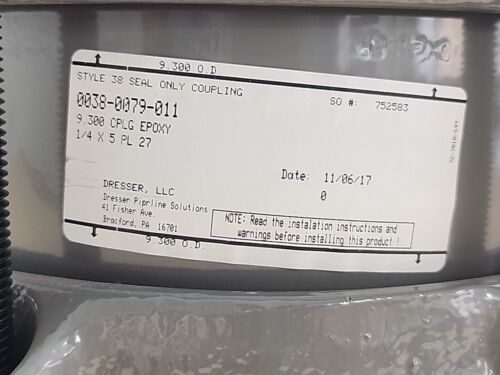 9.300 O.D.
STYLE 38 SEAL ONLY COUPLING
SO #: 752583
0038-0079-011
9.300 CPLG EPOXY
1/4 X 5 PL 27
Date: 11/06/17
0
DRESSER, LLC
Dresser Piprline Solutions
41 Fisher Ave.
Bradford, PA 16701
NOTE: Read the instalation instructions and
warnings before installing this product !
9.300 O.D.